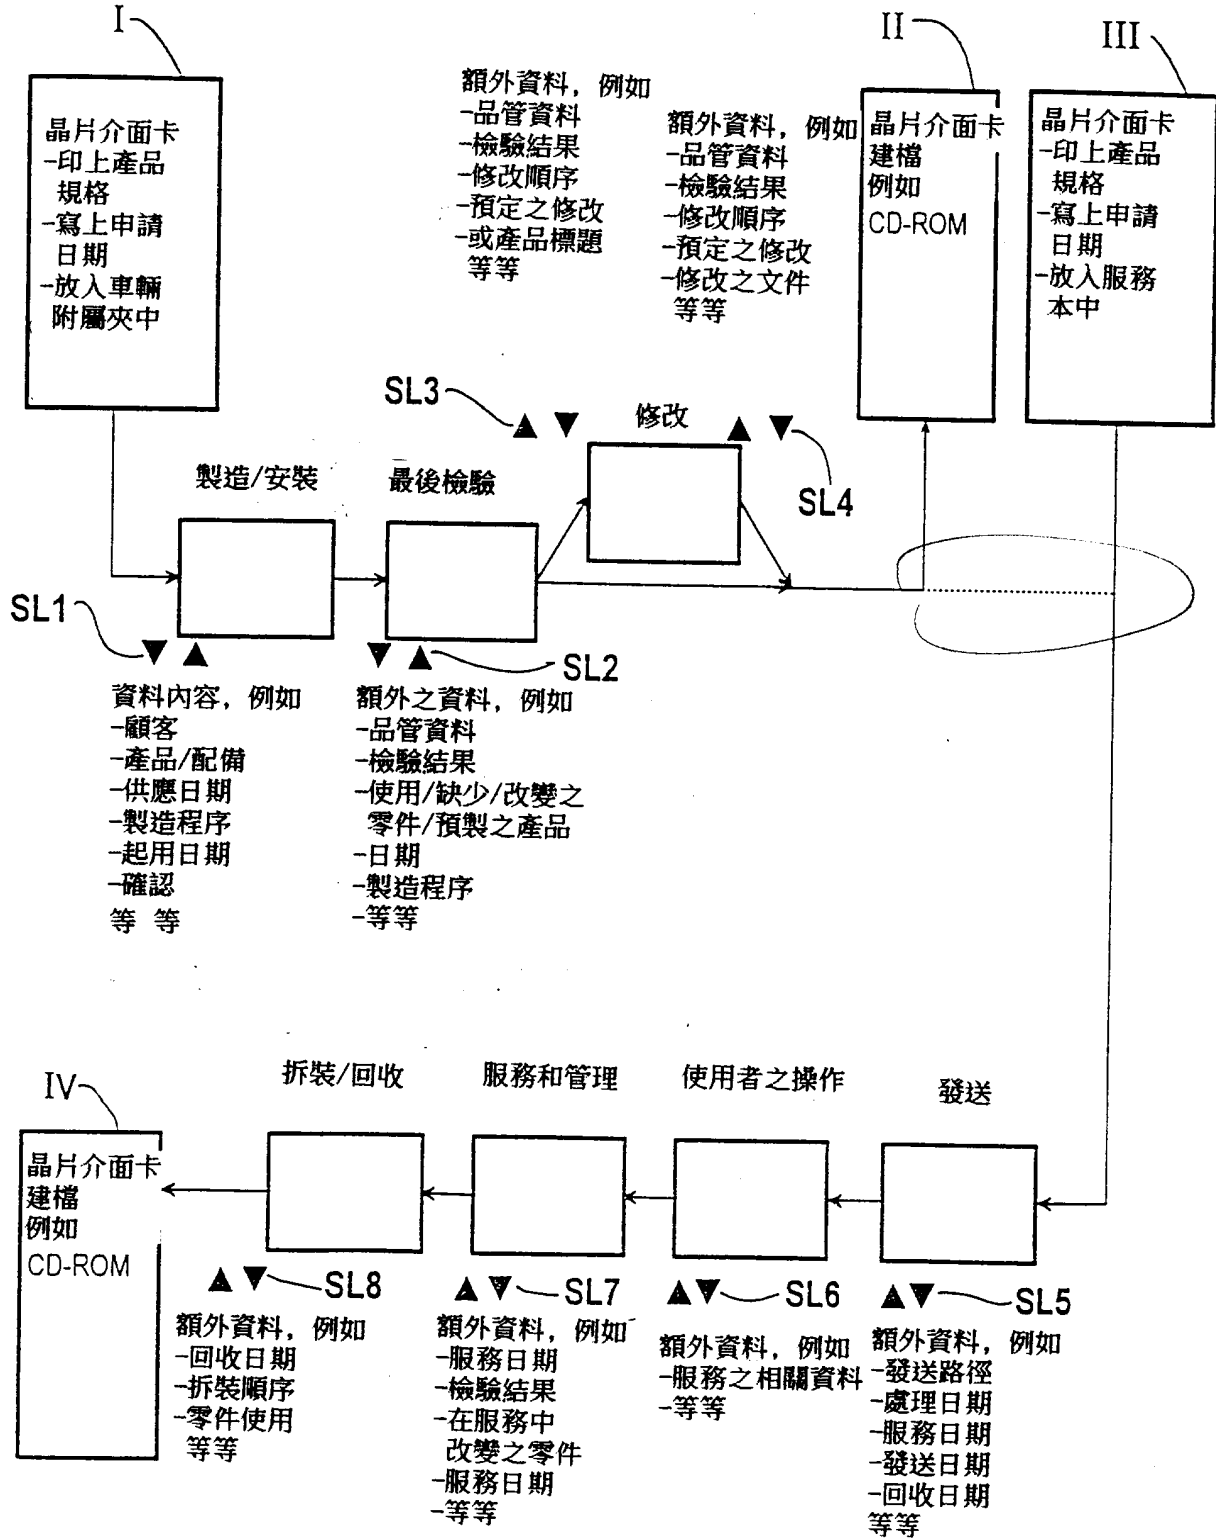 I
II
III
晶片介面卡
-印上產品
規格
-寫上申請
日期
-放入車輛
附屬夾中
額外資料，例如
-品管資料
-檢驗結果
-修改順序
-預定之修改
-或產品標題
等等
額外資料，例如
-品管資料
-檢驗結果
-修改順序
-預定之修改
-修改之文件
等等
晶片介面卡
建檔
例如
CD-ROM
晶片介面卡
-印上產品
規格
-寫上申請
日期
-放入服務
本中
SL3
修改
SL4
製造/安裝
最後檢驗
SL1
SL2
資料內容，例如
-顧客
-產品/配備
-供應日期
-製造程序
-起用日期
-確認
等 等
額外之資料，例如
-品管資料
-檢驗結果
-使用/缺少/改變之
零件/預製之產品
-日期
-製造程序
-等等
IV
拆裝/回收
服務和管理
使用者之操作
發送
晶片介面卡
建檔
例如
CD-ROM
SL8
SL7
SL6
SL5
額外資料，例如
-回收日期
-拆裝順序
-零件使用
等等
額外資料，例如
-服務日期
-檢驗結果
-在服務中
改變之零件
-服務日期
-等等
額外資料，例如
-服務之相關資料
-等等
額外資料，例如
-發送路徑
-處理日期
-服務日期
-發送日期
-回收日期
等等